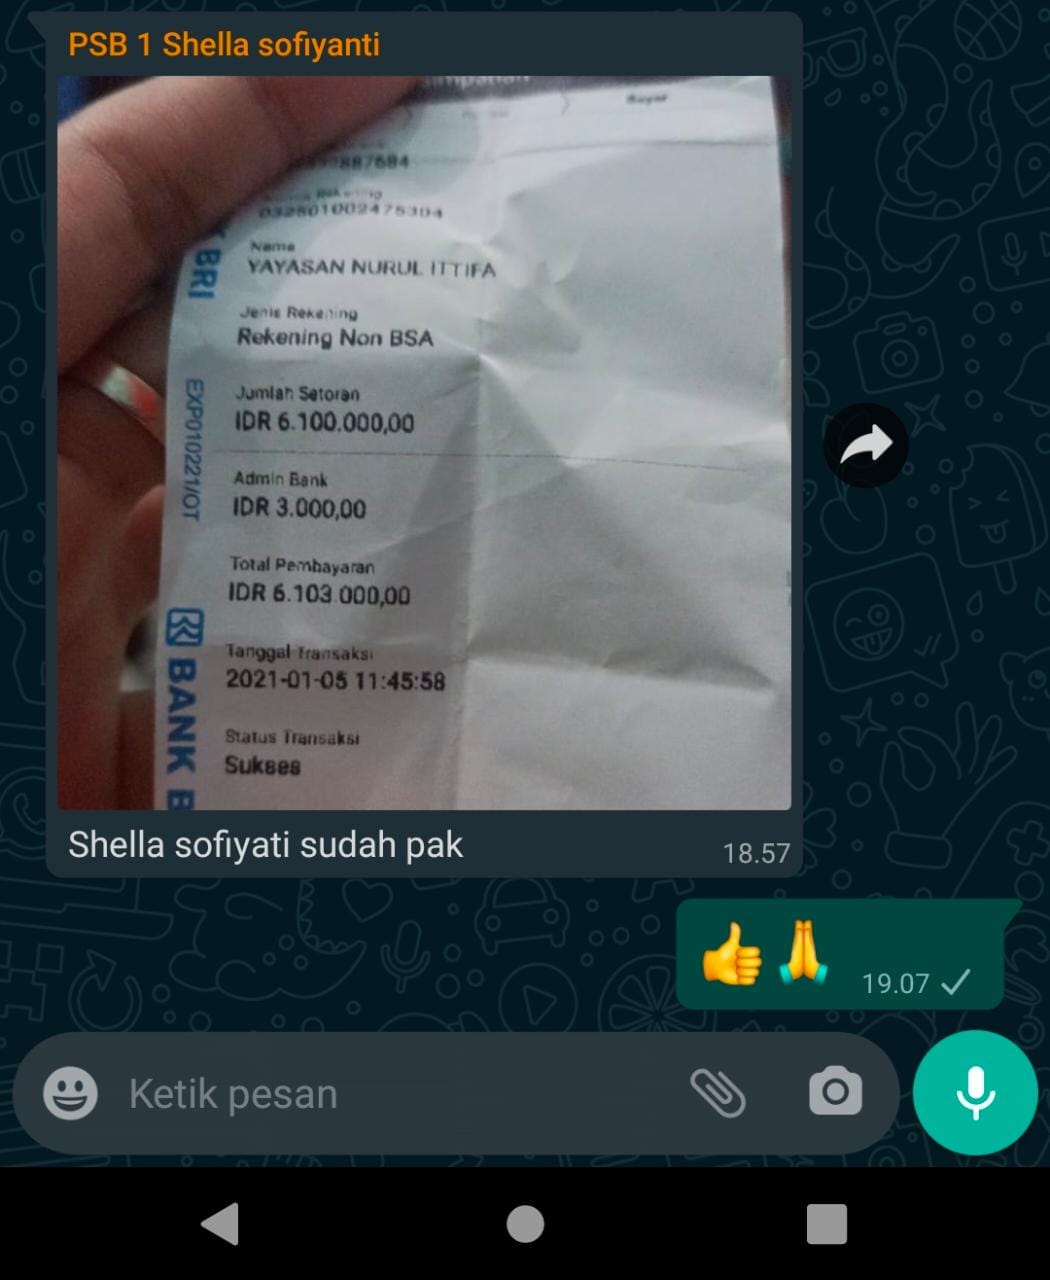 PSB 1 Shella sofiyanti
887684
Rekening
032801002475304
Nama
YAYASAN NURUL ITTIFA
Jenis Rekening
Rekening Non BSA
Jumlah Setoran
IDR 6.100.000,00
Admin Bank
IDR 3.000,00
Total Pembayaran
IDR 6.103.000,00
Tanggal Transaksi
2021-01-05 11:45:58
Status Transaksi
Sukses
BRI
EXP010221/OT
BANK B
Shella sofiyati sudah pak
18.57
19.07
Ketik pesan